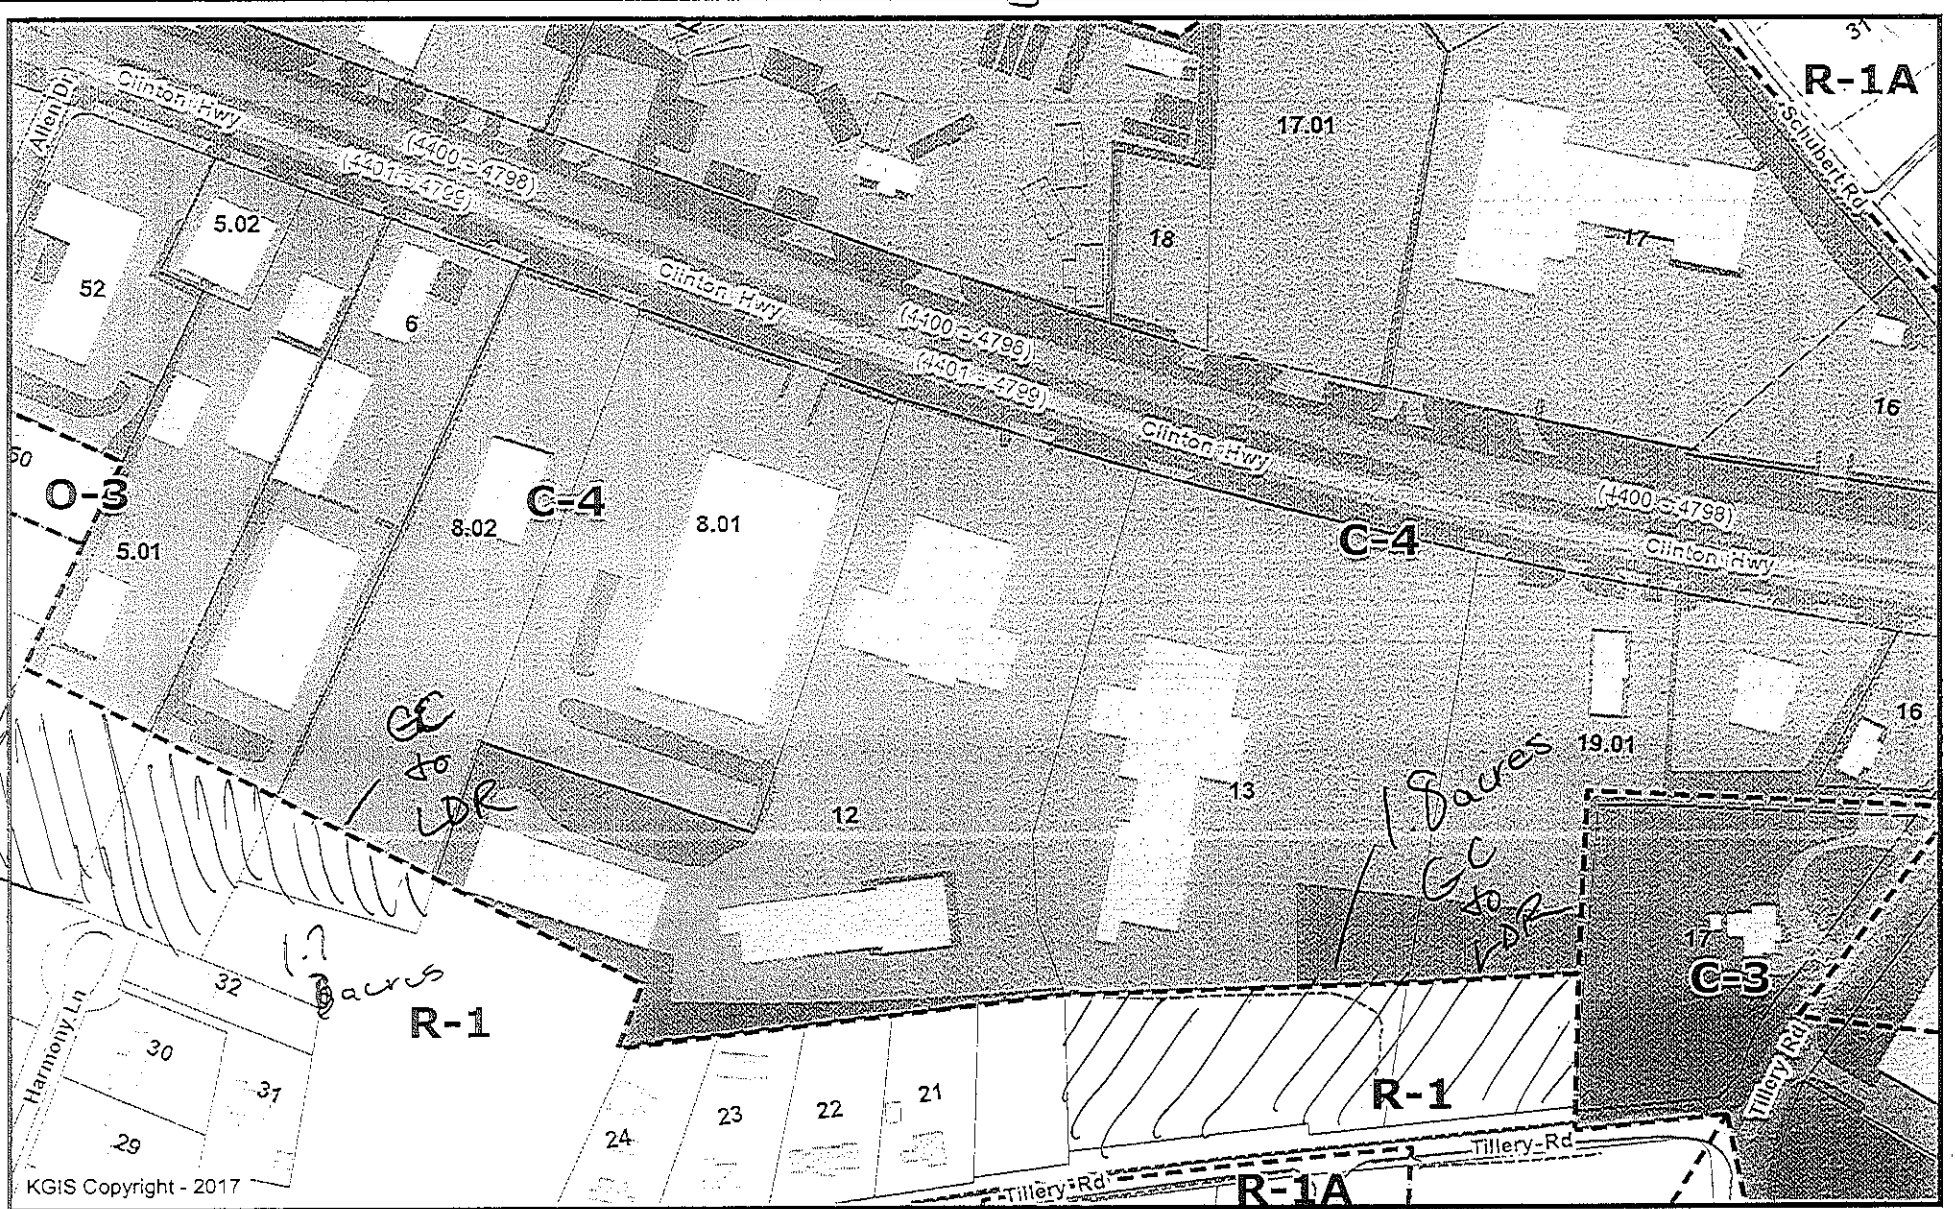 31
R-1A
Schubert Rd
Allen Dr
Clinton Hwy
(4400 - 4798)
(4401 - 4799)
17.01
5.02
18
17
52
6
Clinton Hwy
(4400 - 4798)
(4401 - 4799)
16
Clinton Hwy
50
O-3
C-4
8.02
8.01
C-4
(4400 - 4798)
Clinton Hwy
5.01
GC
to
LDR
12
13
1.8 acres
GC
to
LDR
19.01
16
17
C-3
1.7
acres
32
R-1
Harmony Ln
30
31
29
24
23
22
21
R-1
Tillery Rd
Tillery Rd
Tillery Rd
R-1A
KGIS Copyright - 2017